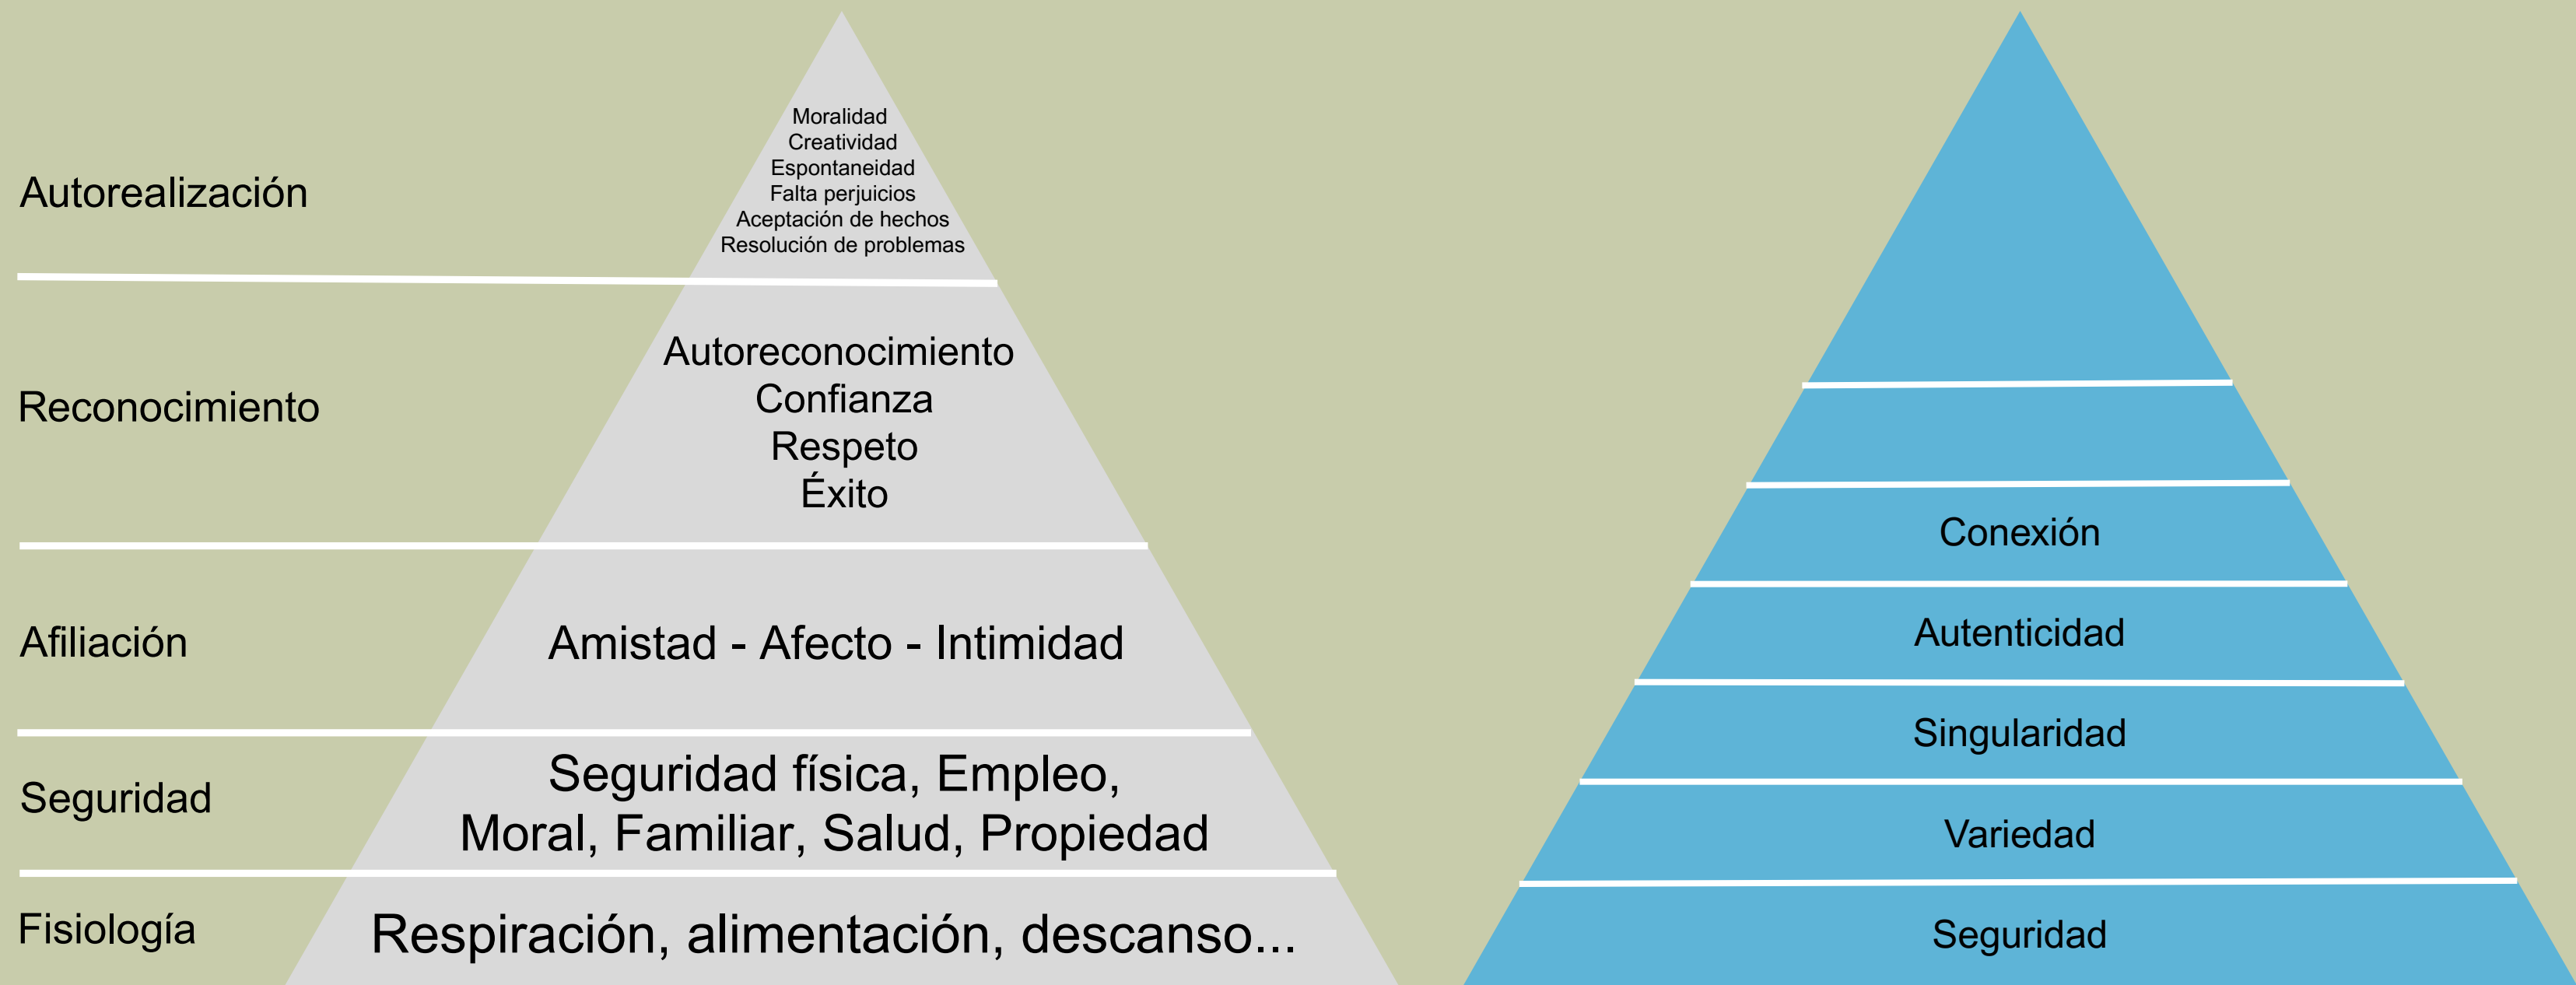 Autorealización
Moralidad
Creatividad
Espontaneidad
Falta perjuicios
Aceptación de hechos
Resolución de problemas
Reconocimiento
Autoreconocimiento
Confianza
Respeto
Éxito
Afiliación
Amistad - Afecto - Intimidad
Seguridad
Seguridad física, Empleo,
Moral, Familiar, Salud, Propiedad
Fisiología
Respiración, alimentación, descanso...
Conexión
Autenticidad
Singularidad
Variedad
Seguridad